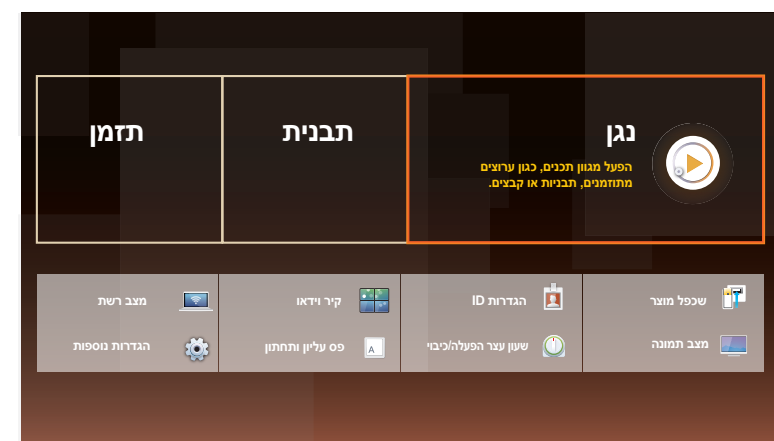 נגן
הפעל מגוון תכנים, כגון ערוצים
מתוזמנים, תבניות או קבצים.
תבנית
תזמן
שכפל מוצר
הגדרות ID
קיר וידאו
מצב רשת
מצב תמונה
שעון עצר הפעלה/כיבוי
פס עליון ותחתון
A
הגדרות נוספות